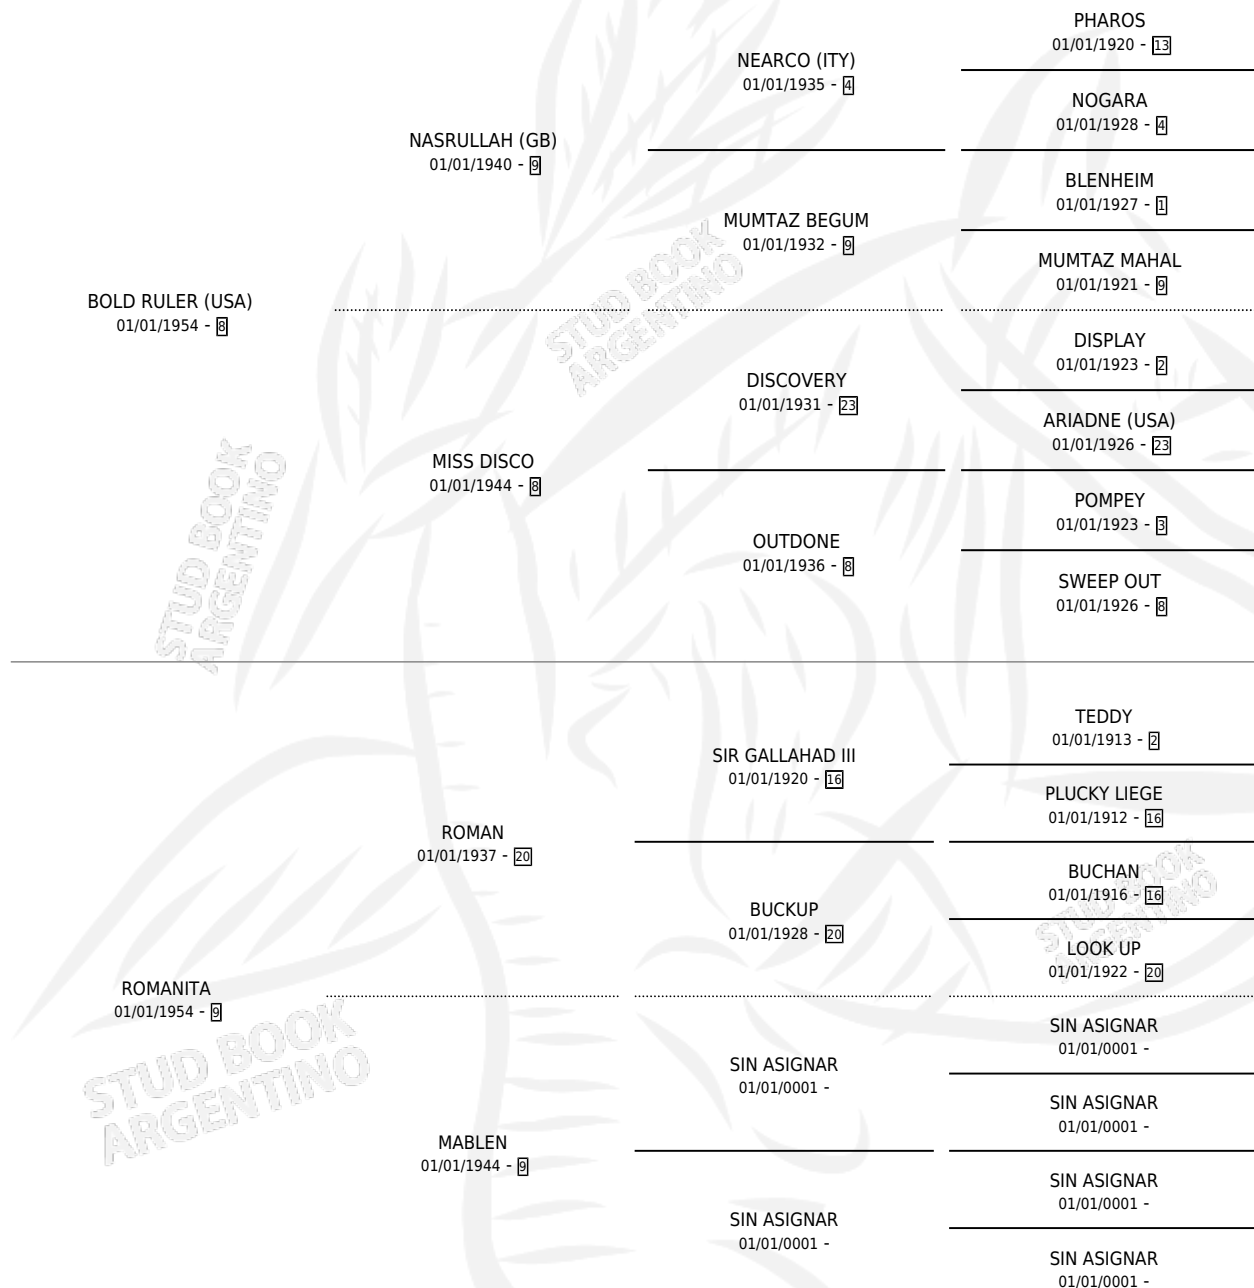 PHAROS
01/01/1920 - 13
NEARCO (ITY)
01/01/1935 - 4
NOGARA
01/01/1928 - 4
NASRULLAH (GB)
01/01/1940 - 9
BLENHEIM
01/01/1927 - 1
MUMTAZ BEGUM
01/01/1932 - 9
MUMTAZ MAHAL
01/01/1921 - 9
BOLD RULER (USA)
01/01/1954 - 8
DISPLAY
01/01/1923 - 2
DISCOVERY
01/01/1931 - 23
ARIADNE (USA)
01/01/1926 - 23
MISS DISCO
01/01/1944 - 8
POMPEY
01/01/1923 - 3
OUTDONE
01/01/1936 - 8
SWEEP OUT
01/01/1926 - 8
STUD BOOK
ARGENTINO
STUD BOOK
ARGENTINO
TEDDY
01/01/1913 - 2
SIR GALLAHAD III
01/01/1920 - 16
PLUCKY LIEGE
01/01/1912 - 16
ROMAN
01/01/1937 - 20
BUCHAN
01/01/1916 - 16
BUCKUP
01/01/1928 - 20
LOOK UP
01/01/1922 - 20
STUD BOOK
ARGENTINO
ROMANITA
01/01/1954 - 9
SIN ASIGNAR
01/01/0001 -
SIN ASIGNAR
01/01/0001 -
SIN ASIGNAR
01/01/0001 -
MABLEN
01/01/1944 - 9
SIN ASIGNAR
01/01/0001 -
SIN ASIGNAR
01/01/0001 -
SIN ASIGNAR
01/01/0001 -
STUD BOOK
ARGENTINO